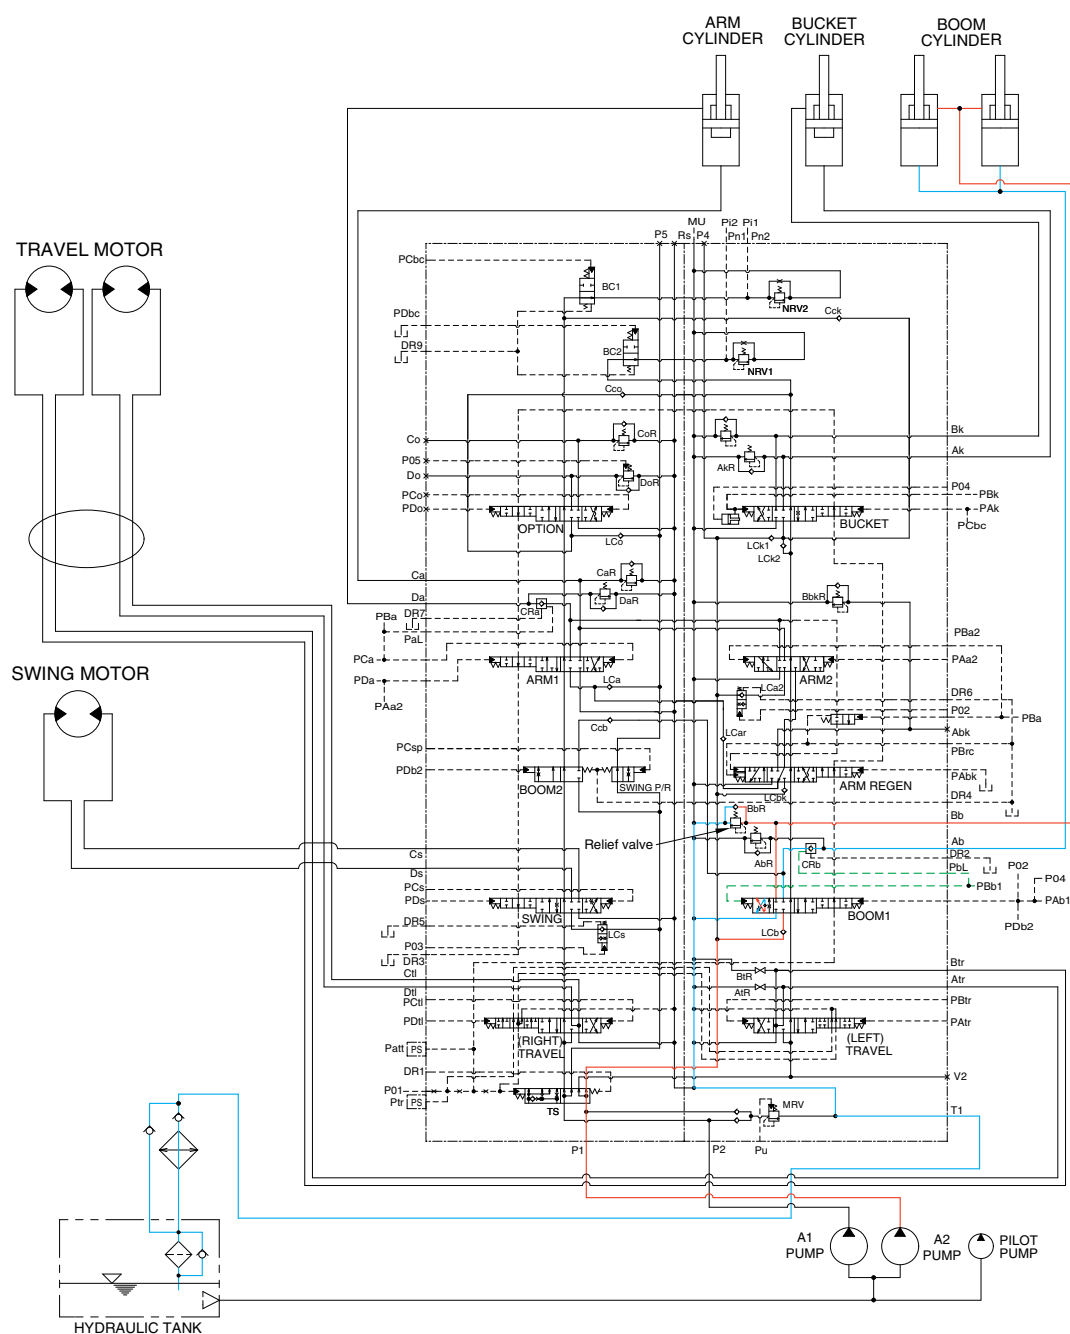 ARM
CYLINDER
BUCKET
CYLINDER
BOOM
CYLINDER
TRAVEL MOTOR
SWING MOTOR
MU
Pi2 Pi1
P5 Rs P4 Pn1 Pn2
PCbc
BC1
NRV2
Cck
PDbc
DR9
BC2
NRV1
Cco
Co
CoR
Bk
Ak
P05
Do
DoR
AkR
P04
PCo
PBk
PDo
PAk
OPTION
BUCKET
PCbc
LCo
LCk1
LCk2
Ca
CaR
Da
DaR
BbkR
CRa
DR7
PBa
PaL
PBa2
PCa
PAa2
PDa
ARM1
ARM2
LCa
LCa2
DR6
PAa2
P02
PBa
Ccb
LCar
Abk
PCsp
PBrc
PDb2
PAbk
BOOM2
SWING P/R
ARM REGEN
LCbk
DR4
BbR
Bb
Relief valve
Ab
AbR
CRb
DR2
Cs
PbL
P02
Ds
P04
PCs
PBb1
PDs
PAb1
SWING
BOOM1
PDb2
DR5
LCs
LCb
P03
DR3
Btr
Ctl
BtR
Atr
Dtl
AtR
PCtl
PBtr
PDtl
PAtr
(RIGHT)
TRAVEL
(LEFT)
TRAVEL
Patt PS
DR1
V2
P01
Ptr PS
TS
MRV
T1
P1
P2
Pu
A1
PUMP
A2
PUMP
PILOT
PUMP
HYDRAULIC TANK